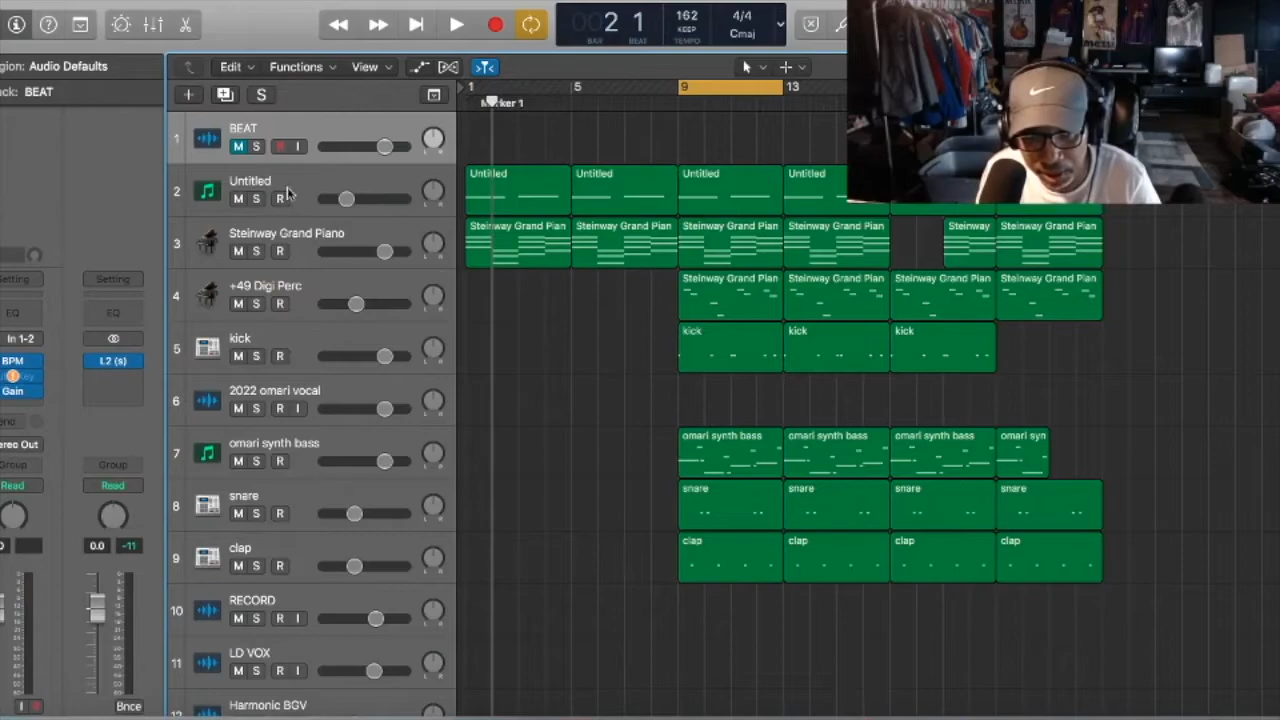 2 1
BAR BEAT
162
KEEP
TEMPO
4/4
Cmaj
gion: Audio Defaults
ck: BEAT
Edit Functions View
S
1 5 9 13
Marker 1
1 BEAT
M S R I
L R
2 Untitled
M S R
L R
Untitled Untitled Untitled Untitled
3 Steinway Grand Piano
M S R
L R
Steinway Grand Pian Steinway Grand Pian Steinway Grand Pian Steinway Grand Pian Steinway Steinway Grand Pian
4 +49 Digi Perc
M S R
L R
Steinway Grand Pian Steinway Grand Pian Steinway Grand Pian Steinway Grand Pian
5 kick
M S R
L R
kick kick kick
6 2022 omari vocal
M S R I
L R
7 omari synth bass
M S R
L R
omari synth bass omari synth bass omari synth bass omari syn
8 snare
M S R
L R
snare snare snare snare
9 clap
M S R
L R
clap clap clap clap
10 RECORD
M S R I
L R
11 LD VOX
M S R I
L R
Harmonic BGV
Setting Setting
EQ EQ
In 1-2
BPM L2 (s)
Gain
ereo Out
Group Group
Read Read
0.0 -11
I R
Bnce